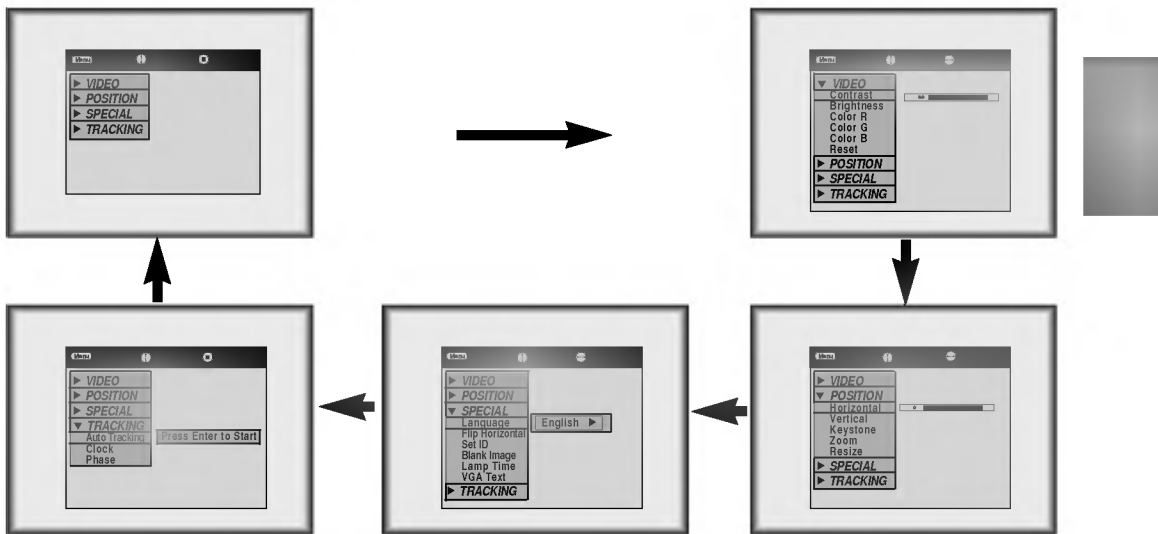 Menu
▶ VIDEO
▶ POSITION
▶ SPECIAL
▶ TRACKING
Menu
▼ VIDEO
Contrast
Brightness
Color R
Color G
Color B
Reset
▶ POSITION
▶ SPECIAL
▶ TRACKING
Menu
▶ VIDEO
▼ POSITION
Horizontal
Vertical
Keystone
Zoom
Resize
▶ SPECIAL
▶ TRACKING
Menu
▶ VIDEO
▶ POSITION
▼ SPECIAL
Language English ▶
Flip Horizontal
Set ID
Blank Image
Lamp Time
VGA Text
▶ TRACKING
Menu
▶ VIDEO
▶ POSITION
▶ SPECIAL
▼ TRACKING
Auto Tracking Press Enter to Start
Clock
Phase